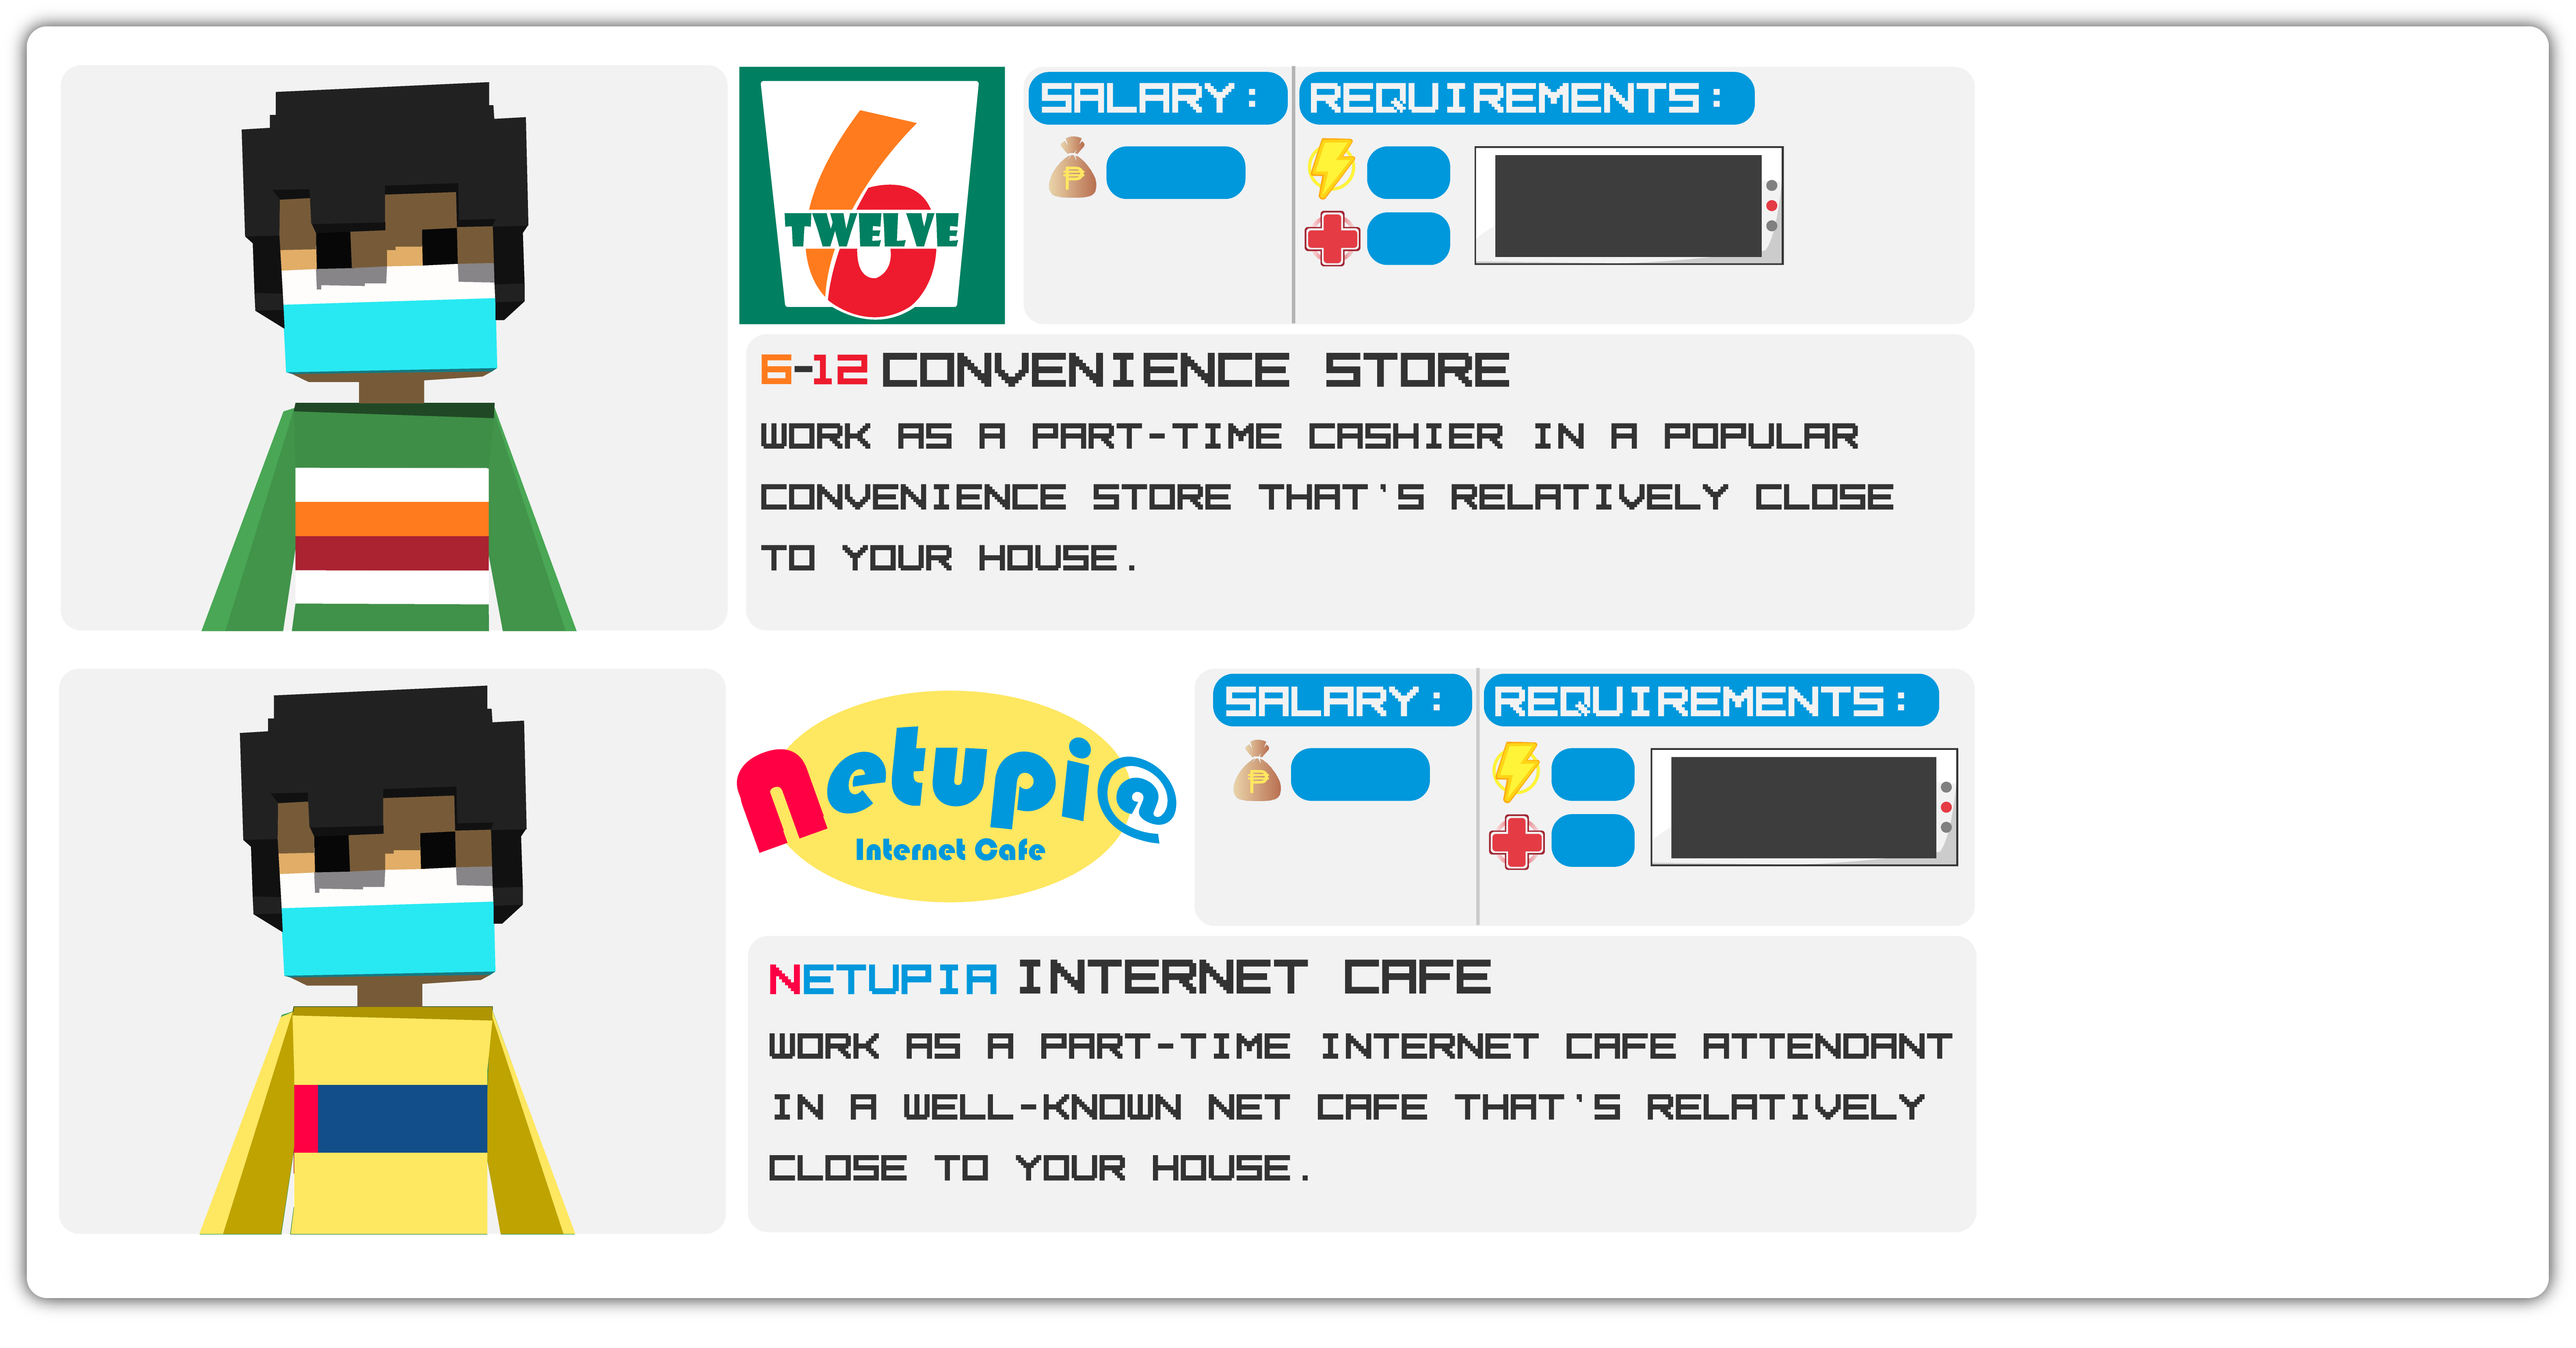 6
TWELVE
SALARY:
REQUIREMENTS:
₱
6-12 CONVENIENCE STORE
WORK AS A PART-TIME CASHIER IN A POPULAR
CONVENIENCE STORE THAT'S RELATIVELY CLOSE
TO YOUR HOUSE.
netupi@
Internet Cafe
SALARY:
REQUIREMENTS:
₱
NETUPIA INTERNET CAFE
WORK AS A PART-TIME INTERNET CAFE ATTENDANT
IN A WELL-KNOWN NET CAFE THAT'S RELATIVELY
CLOSE TO YOUR HOUSE.